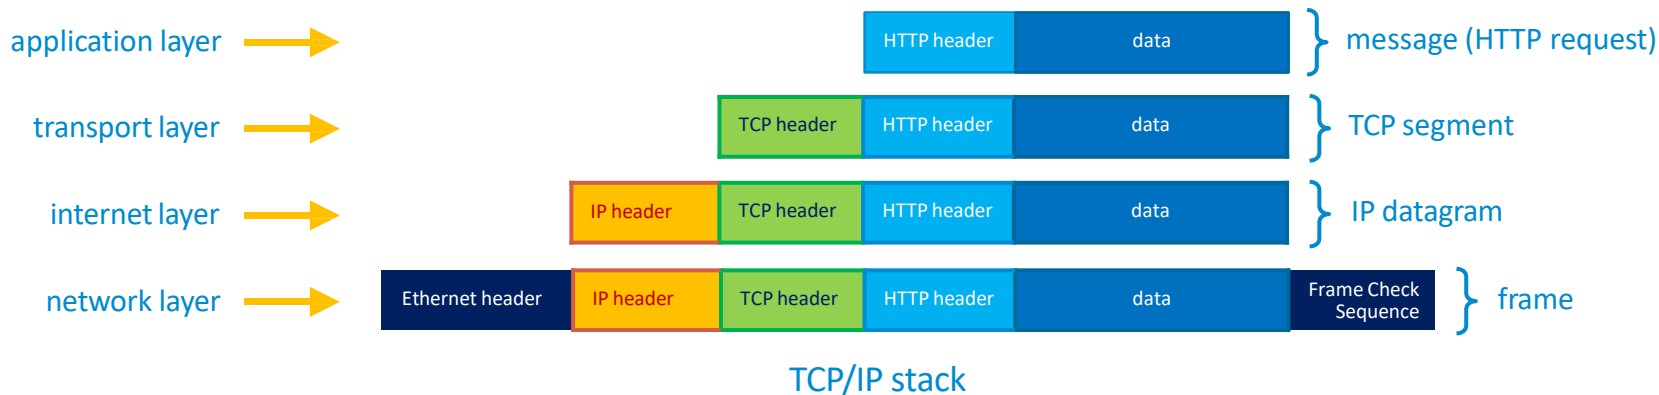 application layer
HTTP header
data
message (HTTP request)
transport layer
TCP header
HTTP header
data
TCP segment
internet layer
IP header
TCP header
HTTP header
data
IP datagram
network layer
Ethernet header
IP header
TCP header
HTTP header
data
Frame Check
Sequence
frame
TCP/IP stack